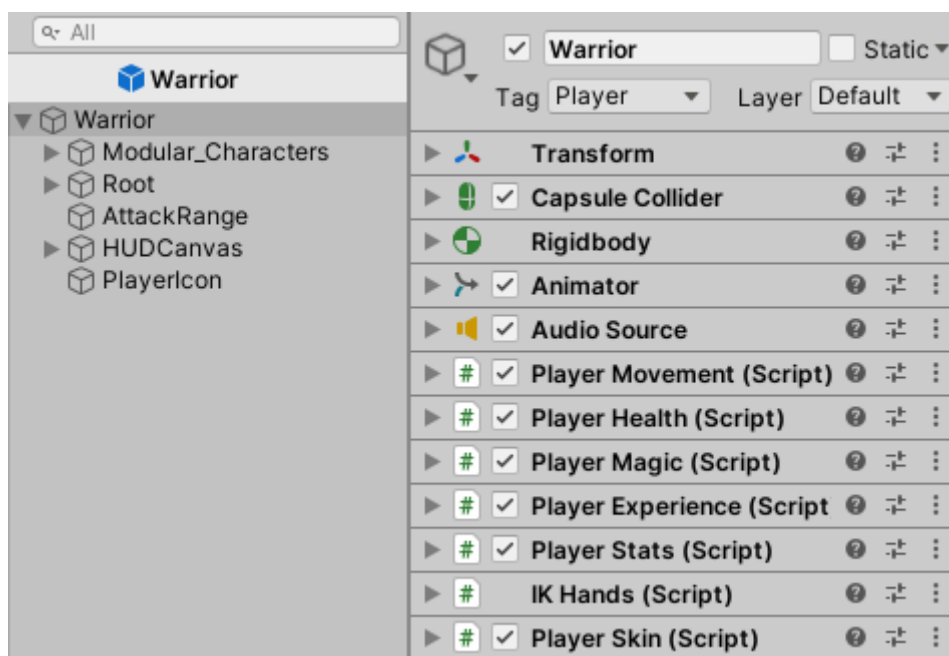 All
Warrior
Warrior
Modular_Characters
Root
AttackRange
HUDCanvas
PlayerIcon
Warrior Static
Tag Player Layer Default
Transform
Capsule Collider
Rigidbody
Animator
Audio Source
Player Movement (Script)
Player Health (Script)
Player Magic (Script)
Player Experience (Script
Player Stats (Script)
IK Hands (Script)
Player Skin (Script)